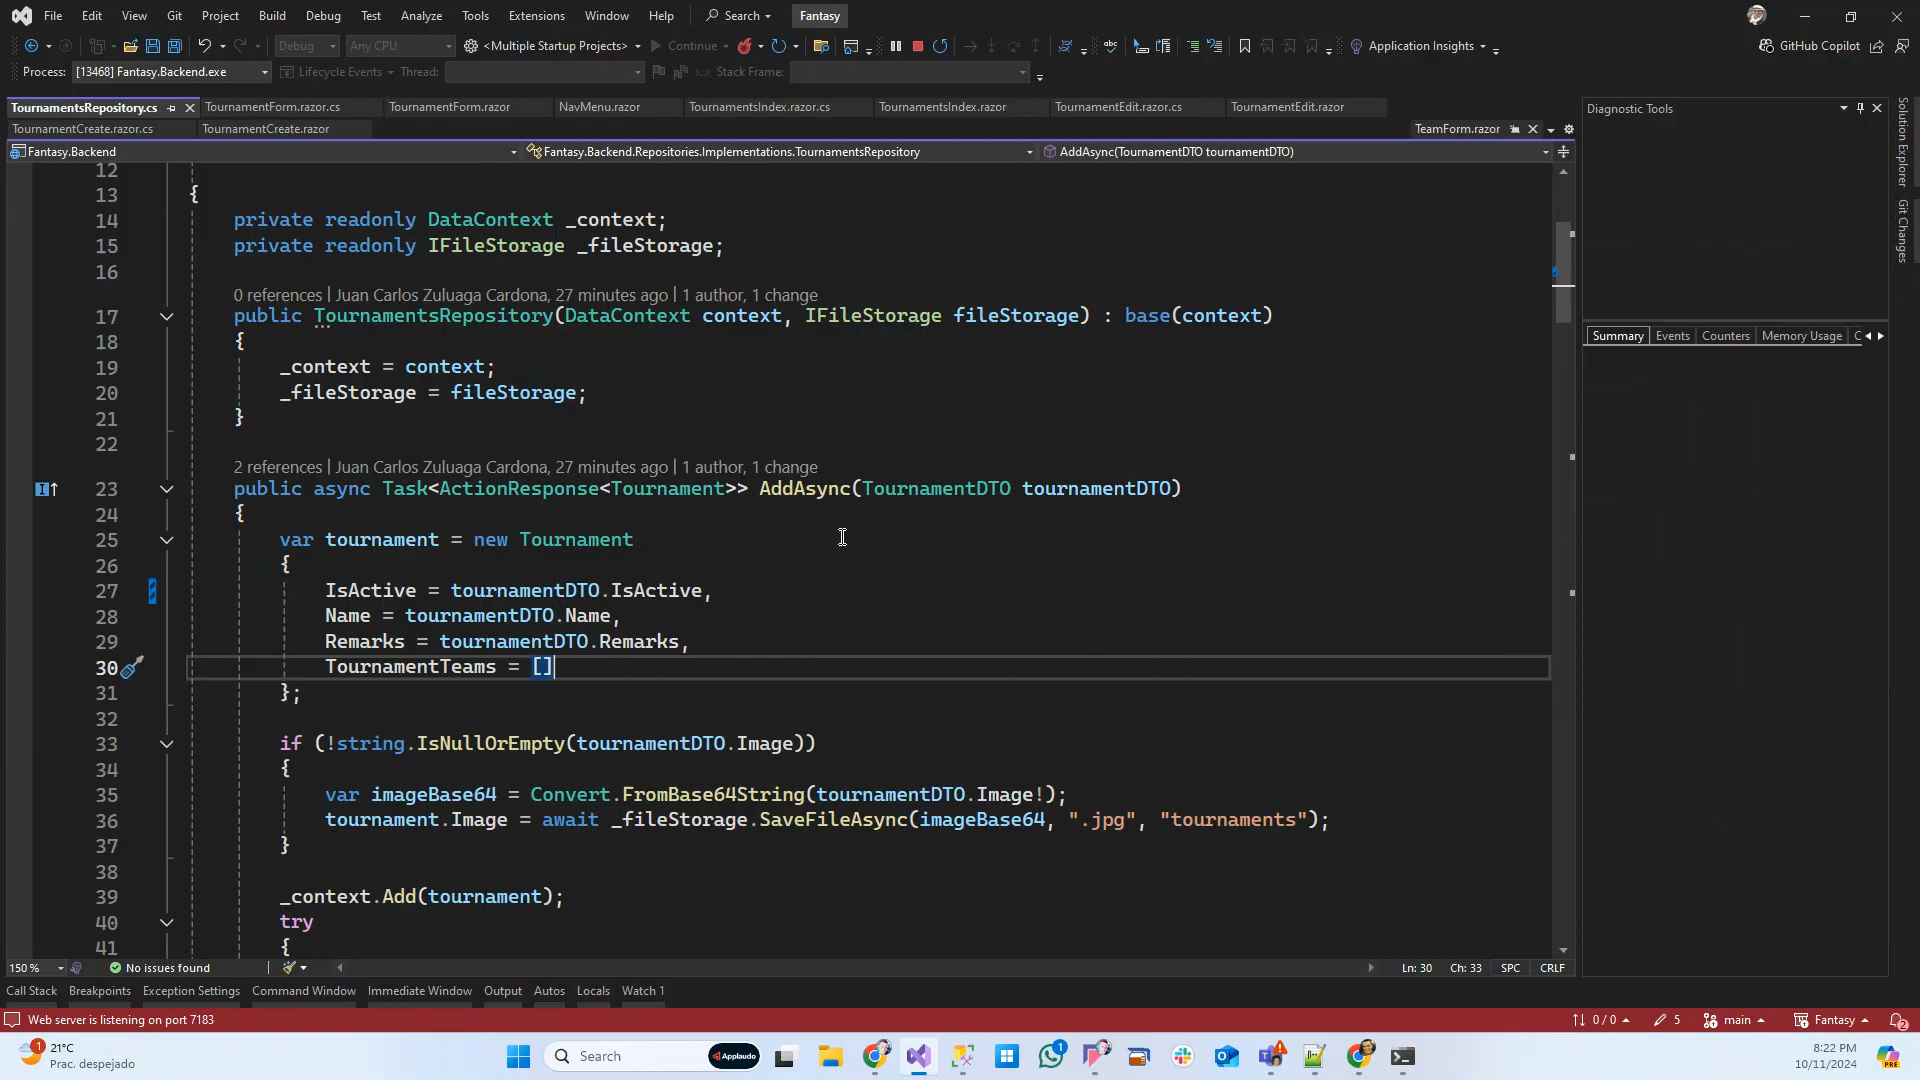 File Edit View Git Project Build Debug Test Analyze Tools Extensions Window Help Search Fantasy
Debug Any CPU <Multiple Startup Projects> Continue Application Insights GitHub Copilot
Process: [13468] Fantasy.Backend.exe Lifecycle Events Thread: Stack Frame:
TournamentsRepository.cs TournamentForm.razor.cs TournamentForm.razor NavMenu.razor TournamentsIndex.razor.cs TournamentsIndex.razor TournamentEdit.razor.cs TournamentEdit.razor
TournamentCreate.razor.cs TournamentCreate.razor TeamForm.razor
Fantasy.Backend Fantasy.Backend.Repositories.Implementations.TournamentsRepository AddAsync(TournamentDTO tournamentDTO)
12
13 {
14 private readonly DataContext _context;
15 private readonly IFileStorage _fileStorage;
16
0 references | Juan Carlos Zuluaga Cardona, 27 minutes ago | 1 author, 1 change
17 public TournamentsRepository(DataContext context, IFileStorage fileStorage) : base(context)
18 {
19 _context = context;
20 _fileStorage = fileStorage;
21 }
22
2 references | Juan Carlos Zuluaga Cardona, 27 minutes ago | 1 author, 1 change
23 public async Task<ActionResponse<Tournament>> AddAsync(TournamentDTO tournamentDTO)
24 {
25 var tournament = new Tournament
26 {
27 IsActive = tournamentDTO.IsActive,
28 Name = tournamentDTO.Name,
29 Remarks = tournamentDTO.Remarks,
30 TournamentTeams = []
31 };
32
33 if (!string.IsNullOrEmpty(tournamentDTO.Image))
34 {
35 var imageBase64 = Convert.FromBase64String(tournamentDTO.Image!);
36 tournament.Image = await _fileStorage.SaveFileAsync(imageBase64, ".jpg", "tournaments");
37 }
38
39 _context.Add(tournament);
40 try
41 {
150 % No issues found Ln: 30 Ch: 33 SPC CRLF
Diagnostic Tools
Summary Events Counters Memory Usage C
Solution Explorer
Git Changes
Call Stack Breakpoints Exception Settings Command Window Immediate Window Output Autos Locals Watch 1
Web server is listening on port 7183 0 / 0 5 main Fantasy 2
1 21°C
Prac. despejado
Search Applaudo
1
8:22 PM
10/11/2024
PRE